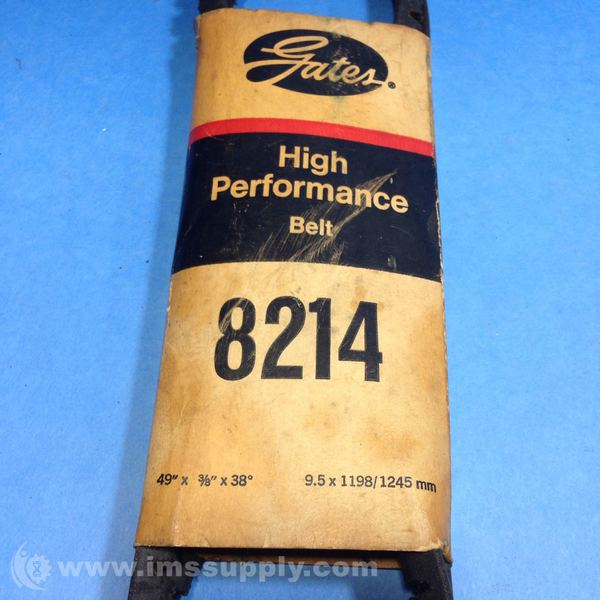 Gates®
High
Performance
Belt
8214
49" x 3/8" x 38° 9.5 x 1198/1245 mm
www.imssupply.com